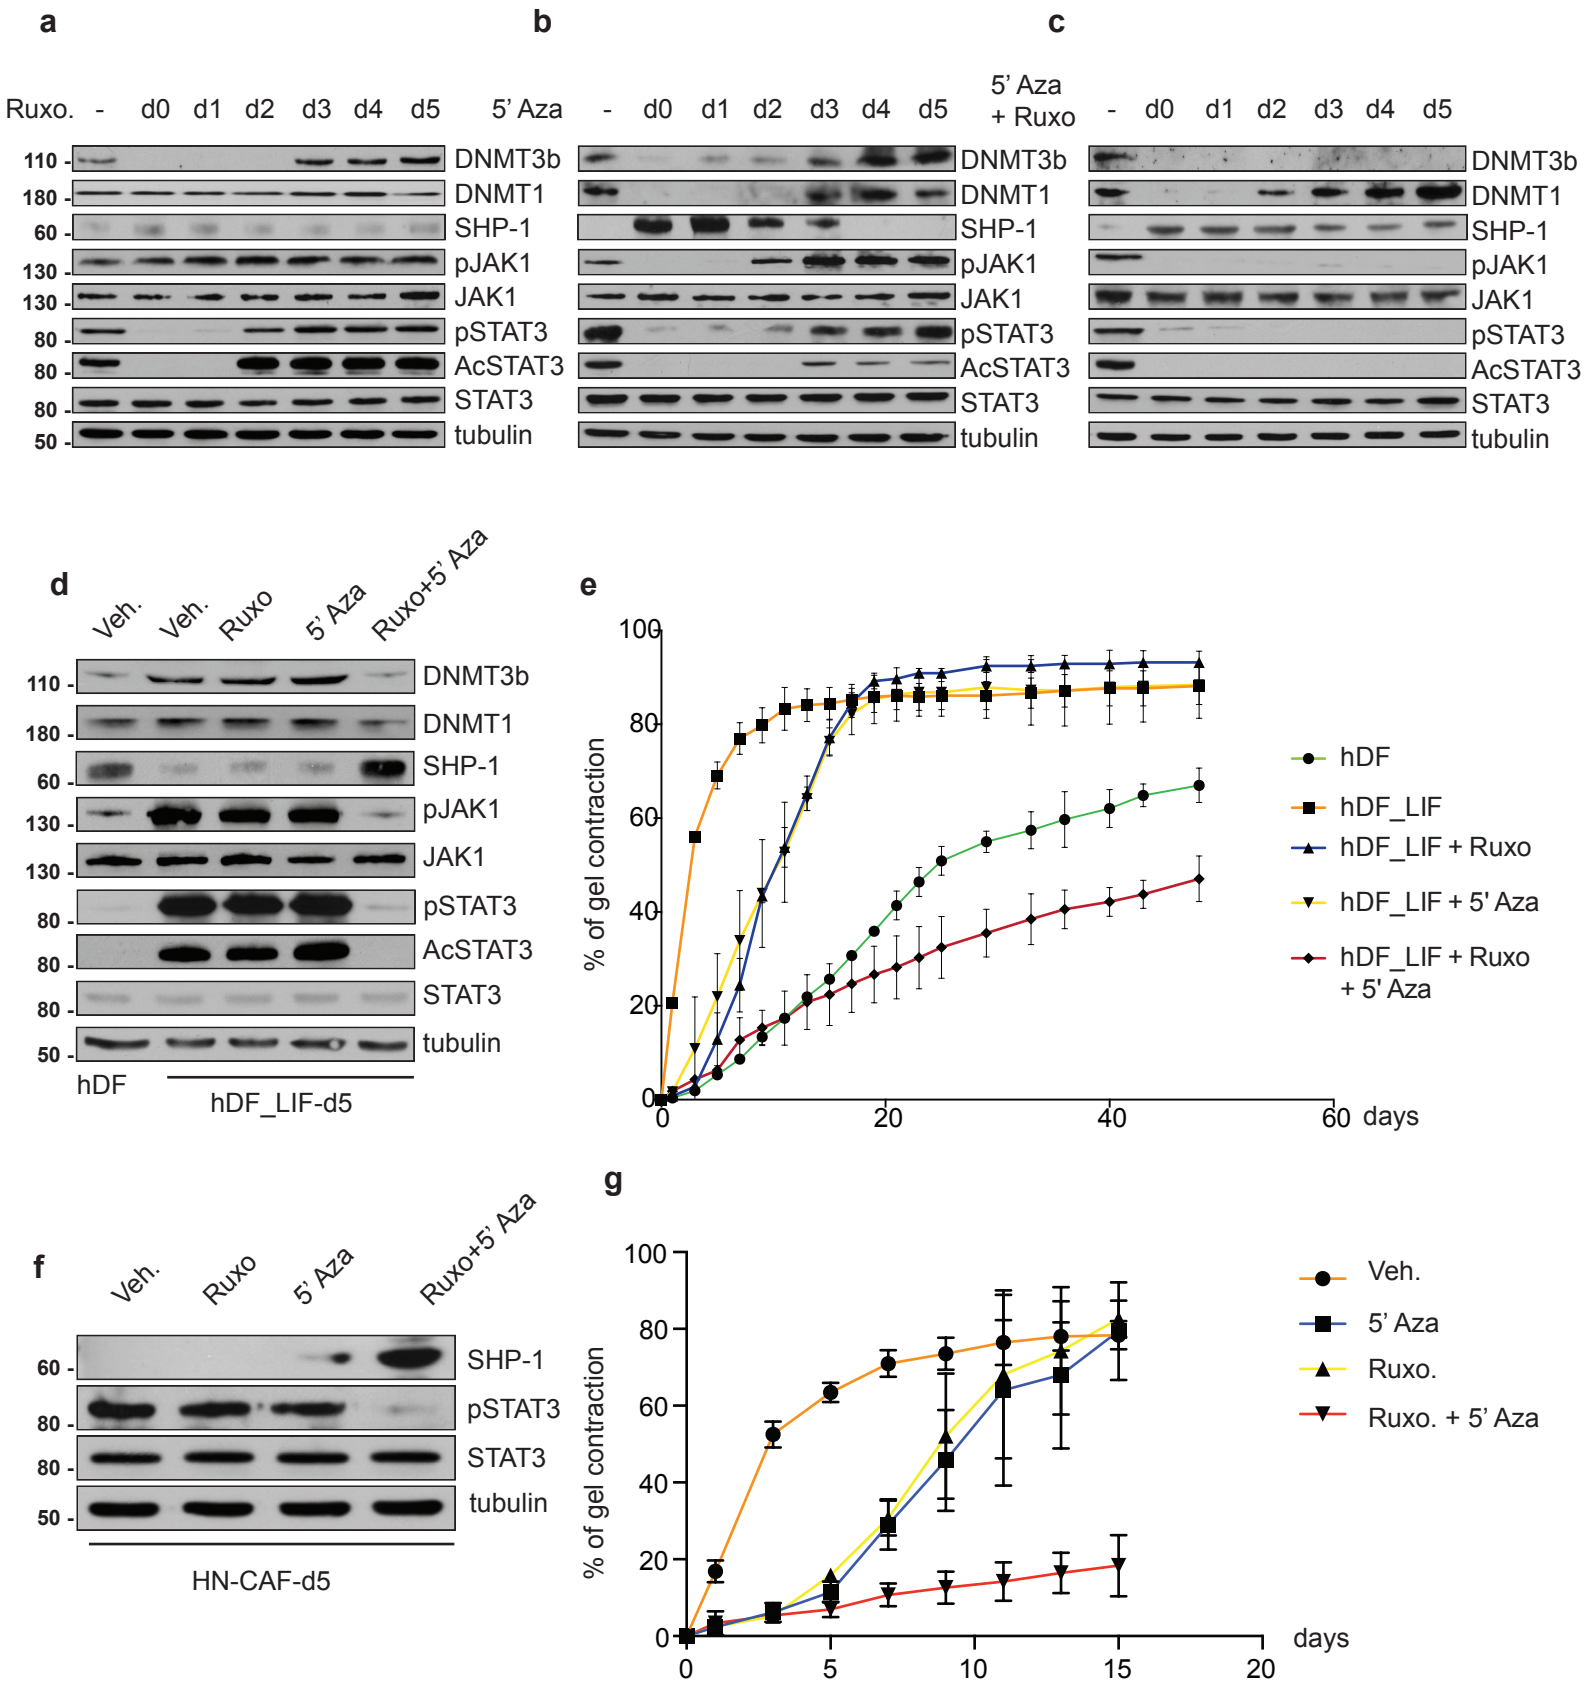 a
b
c
Ruxo. - d0 d1 d2 d3 d4 d5
110 - DNMT3b
180 - DNMT1
60 - SHP-1
130 - pJAK1
130 - JAK1
80 - pSTAT3
80 - AcSTAT3
80 - STAT3
50 - tubulin
5' Aza - d0 d1 d2 d3 d4 d5
DNMT3b
DNMT1
SHP-1
pJAK1
JAK1
pSTAT3
AcSTAT3
STAT3
tubulin
5' Aza
+ Ruxo - d0 d1 d2 d3 d4 d5
DNMT3b
DNMT1
SHP-1
pJAK1
JAK1
pSTAT3
AcSTAT3
STAT3
tubulin
d
Veh. Veh. Ruxo 5' Aza Ruxo+5' Aza
110 - DNMT3b
180 - DNMT1
60 - SHP-1
130 - pJAK1
130 - JAK1
80 - pSTAT3
80 - AcSTAT3
80 - STAT3
50 - tubulin
hDF
hDF_LIF-d5
e
% of gel contraction
100
80
60
40
20
0
0 20 40 60 days
hDF
hDF_LIF
hDF_LIF + Ruxo
hDF_LIF + 5' Aza
hDF_LIF + Ruxo
+ 5' Aza
f
Veh. Ruxo 5' Aza Ruxo+5' Aza
60 - SHP-1
80 - pSTAT3
80 - STAT3
50 - tubulin
HN-CAF-d5
g
% of gel contraction
100
80
60
40
20
0
0 5 10 15 20
days
Veh.
5' Aza
Ruxo.
Ruxo. + 5' Aza